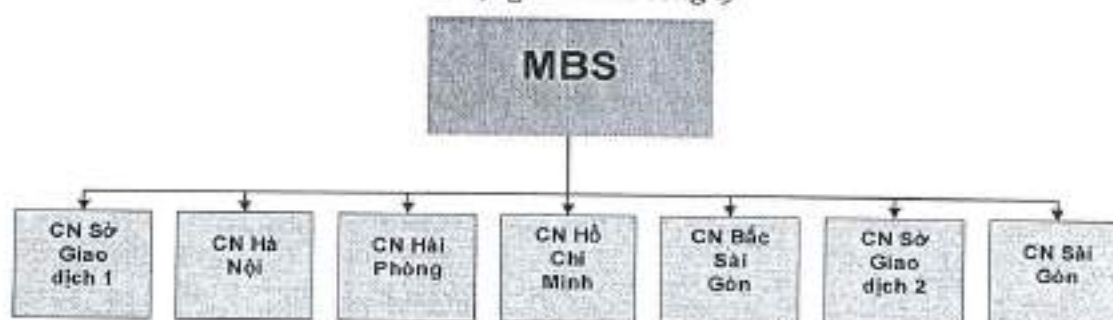 MBS
CN Sở
Giao
dịch 1
CN Hà
Nội
CN Hải
Phòng
CN Hồ
Chí
Minh
CN Bắc
Sài
Gòn
CN Sở
Giao
dịch 2
CN Sài
Gòn